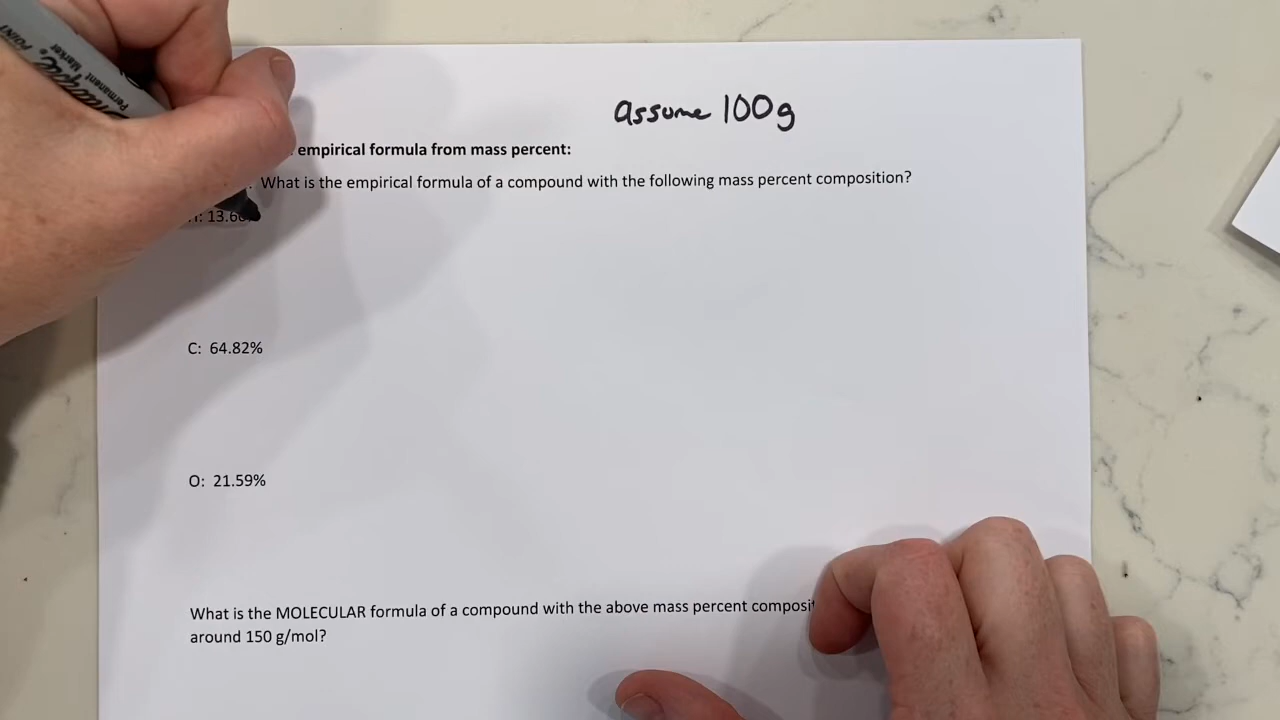 assume 100g
empirical formula from mass percent:
What is the empirical formula of a compound with the following mass percent composition?
C: 64.82%
O: 21.59%
What is the MOLECULAR formula of a compound with the above mass percent
around 150 g/mol?
Permanent Marker